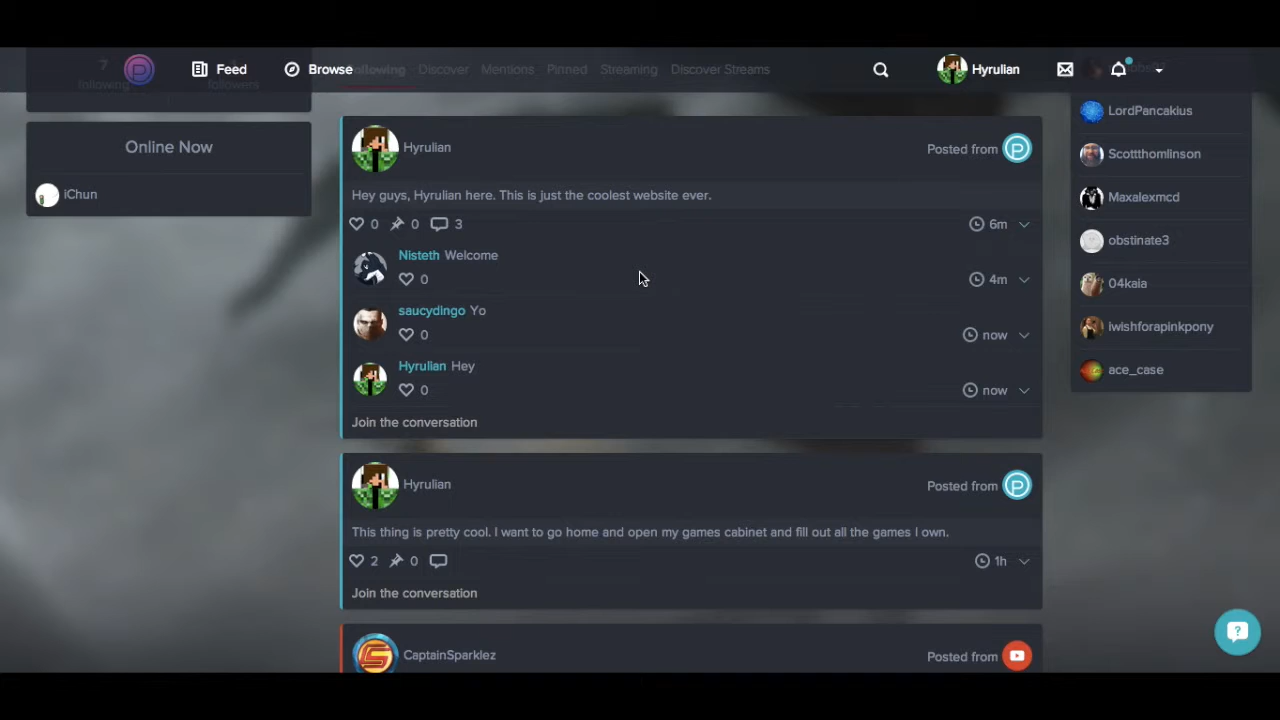 7
following
followers
Feed
Browse
Following
Discover
Mentions
Pinned
Streaming
Discover Streams
Hyrulian
Online Now
iChun
Hyrulian
Posted from
Hey guys, Hyrulian here. This is just the coolest website ever.
0 0 3
6m
Nisteth Welcome
0
4m
saucydingo Yo
0
now
Hyrulian Hey
0
now
Join the conversation
Hyrulian
Posted from
This thing is pretty cool. I want to go home and open my games cabinet and fill out all the games I own.
2 0
1h
Join the conversation
CaptainSparklez
Posted from
LordPancakius
Scottthomlinson
Maxalexmcd
obstinate3
04kaia
iwishforapinkpony
ace_case